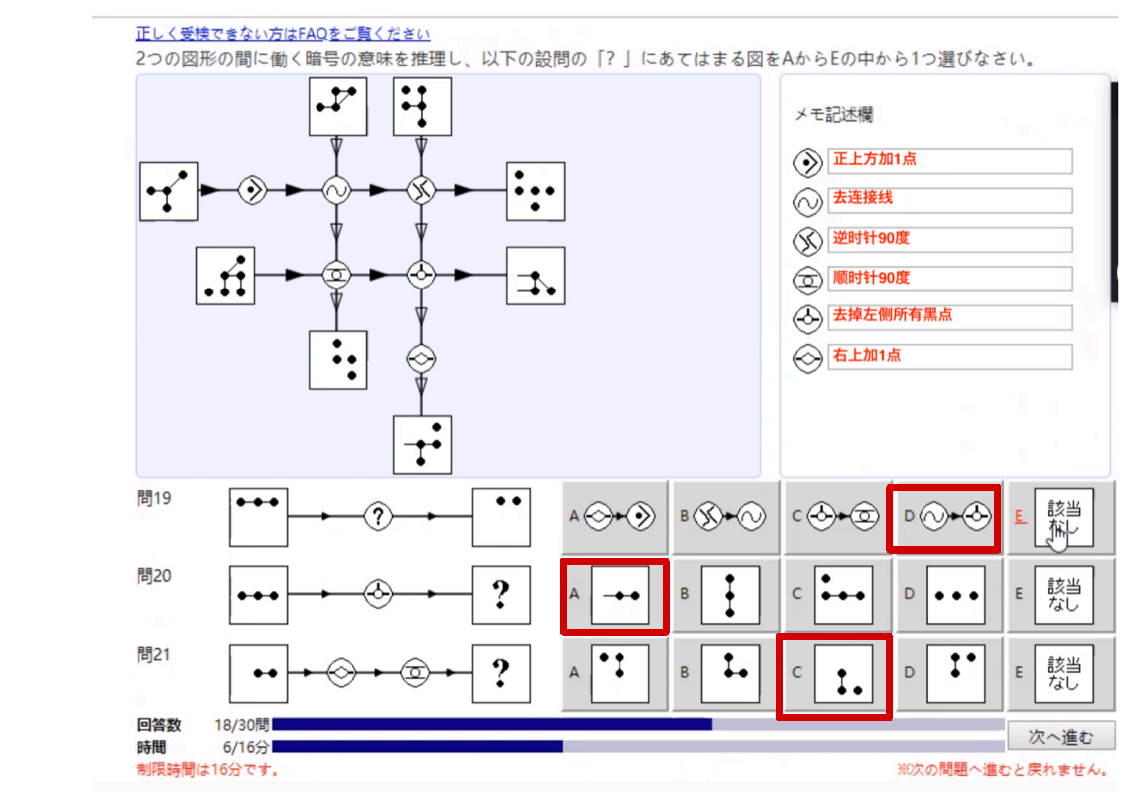 正しく受検できない方はFAQをご覧ください
2つの図形の間に働く暗号の意味を推理し、以下の設問の「？」にあてはまる図をAからEの中から1つ選びなさい。
メモ記述欄
正上方加1点
去连接线
逆时针90度
顺时针90度
去掉左侧所有黑点
右上加1点
問19
?
A
B
C
D
E
該当
なし
問20
?
A
B
C
D
E
該当
なし
問21
?
A
B
C
D
E
該当
なし
回答数 18/30問
時間 6/16分
次へ進む
制限時間は16分です。
※次の問題へ進むと戻れません。